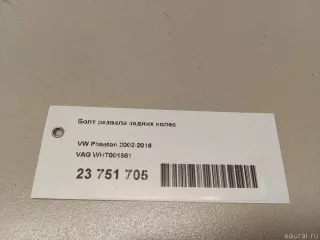 Болт развала задних колес
VW Phaeton 2002-2016
VAG WHT001661
23 751 705
eaural.ru